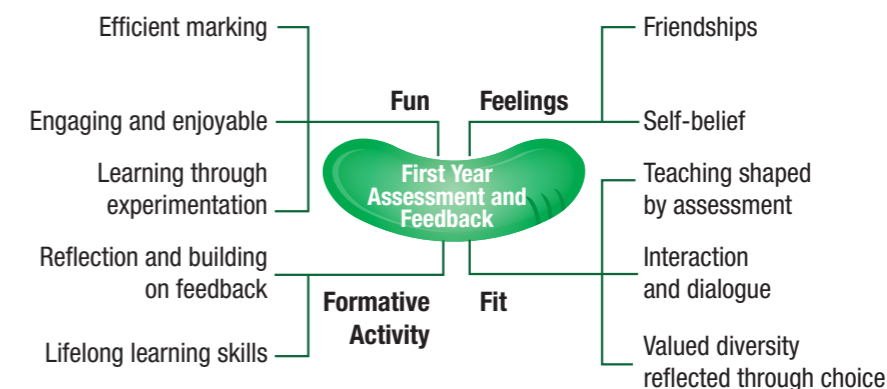 Efficient marking
Engaging and enjoyable
Learning through
experimentation
Reflection and building
on feedback
Lifelong learning skills
Fun
Formative
Activity
First Year
Assessment and
Feedback
Feelings
Fit
Friendships
Self-belief
Teaching shaped
by assessment
Interaction
and dialogue
Valued diversity
reflected through choice